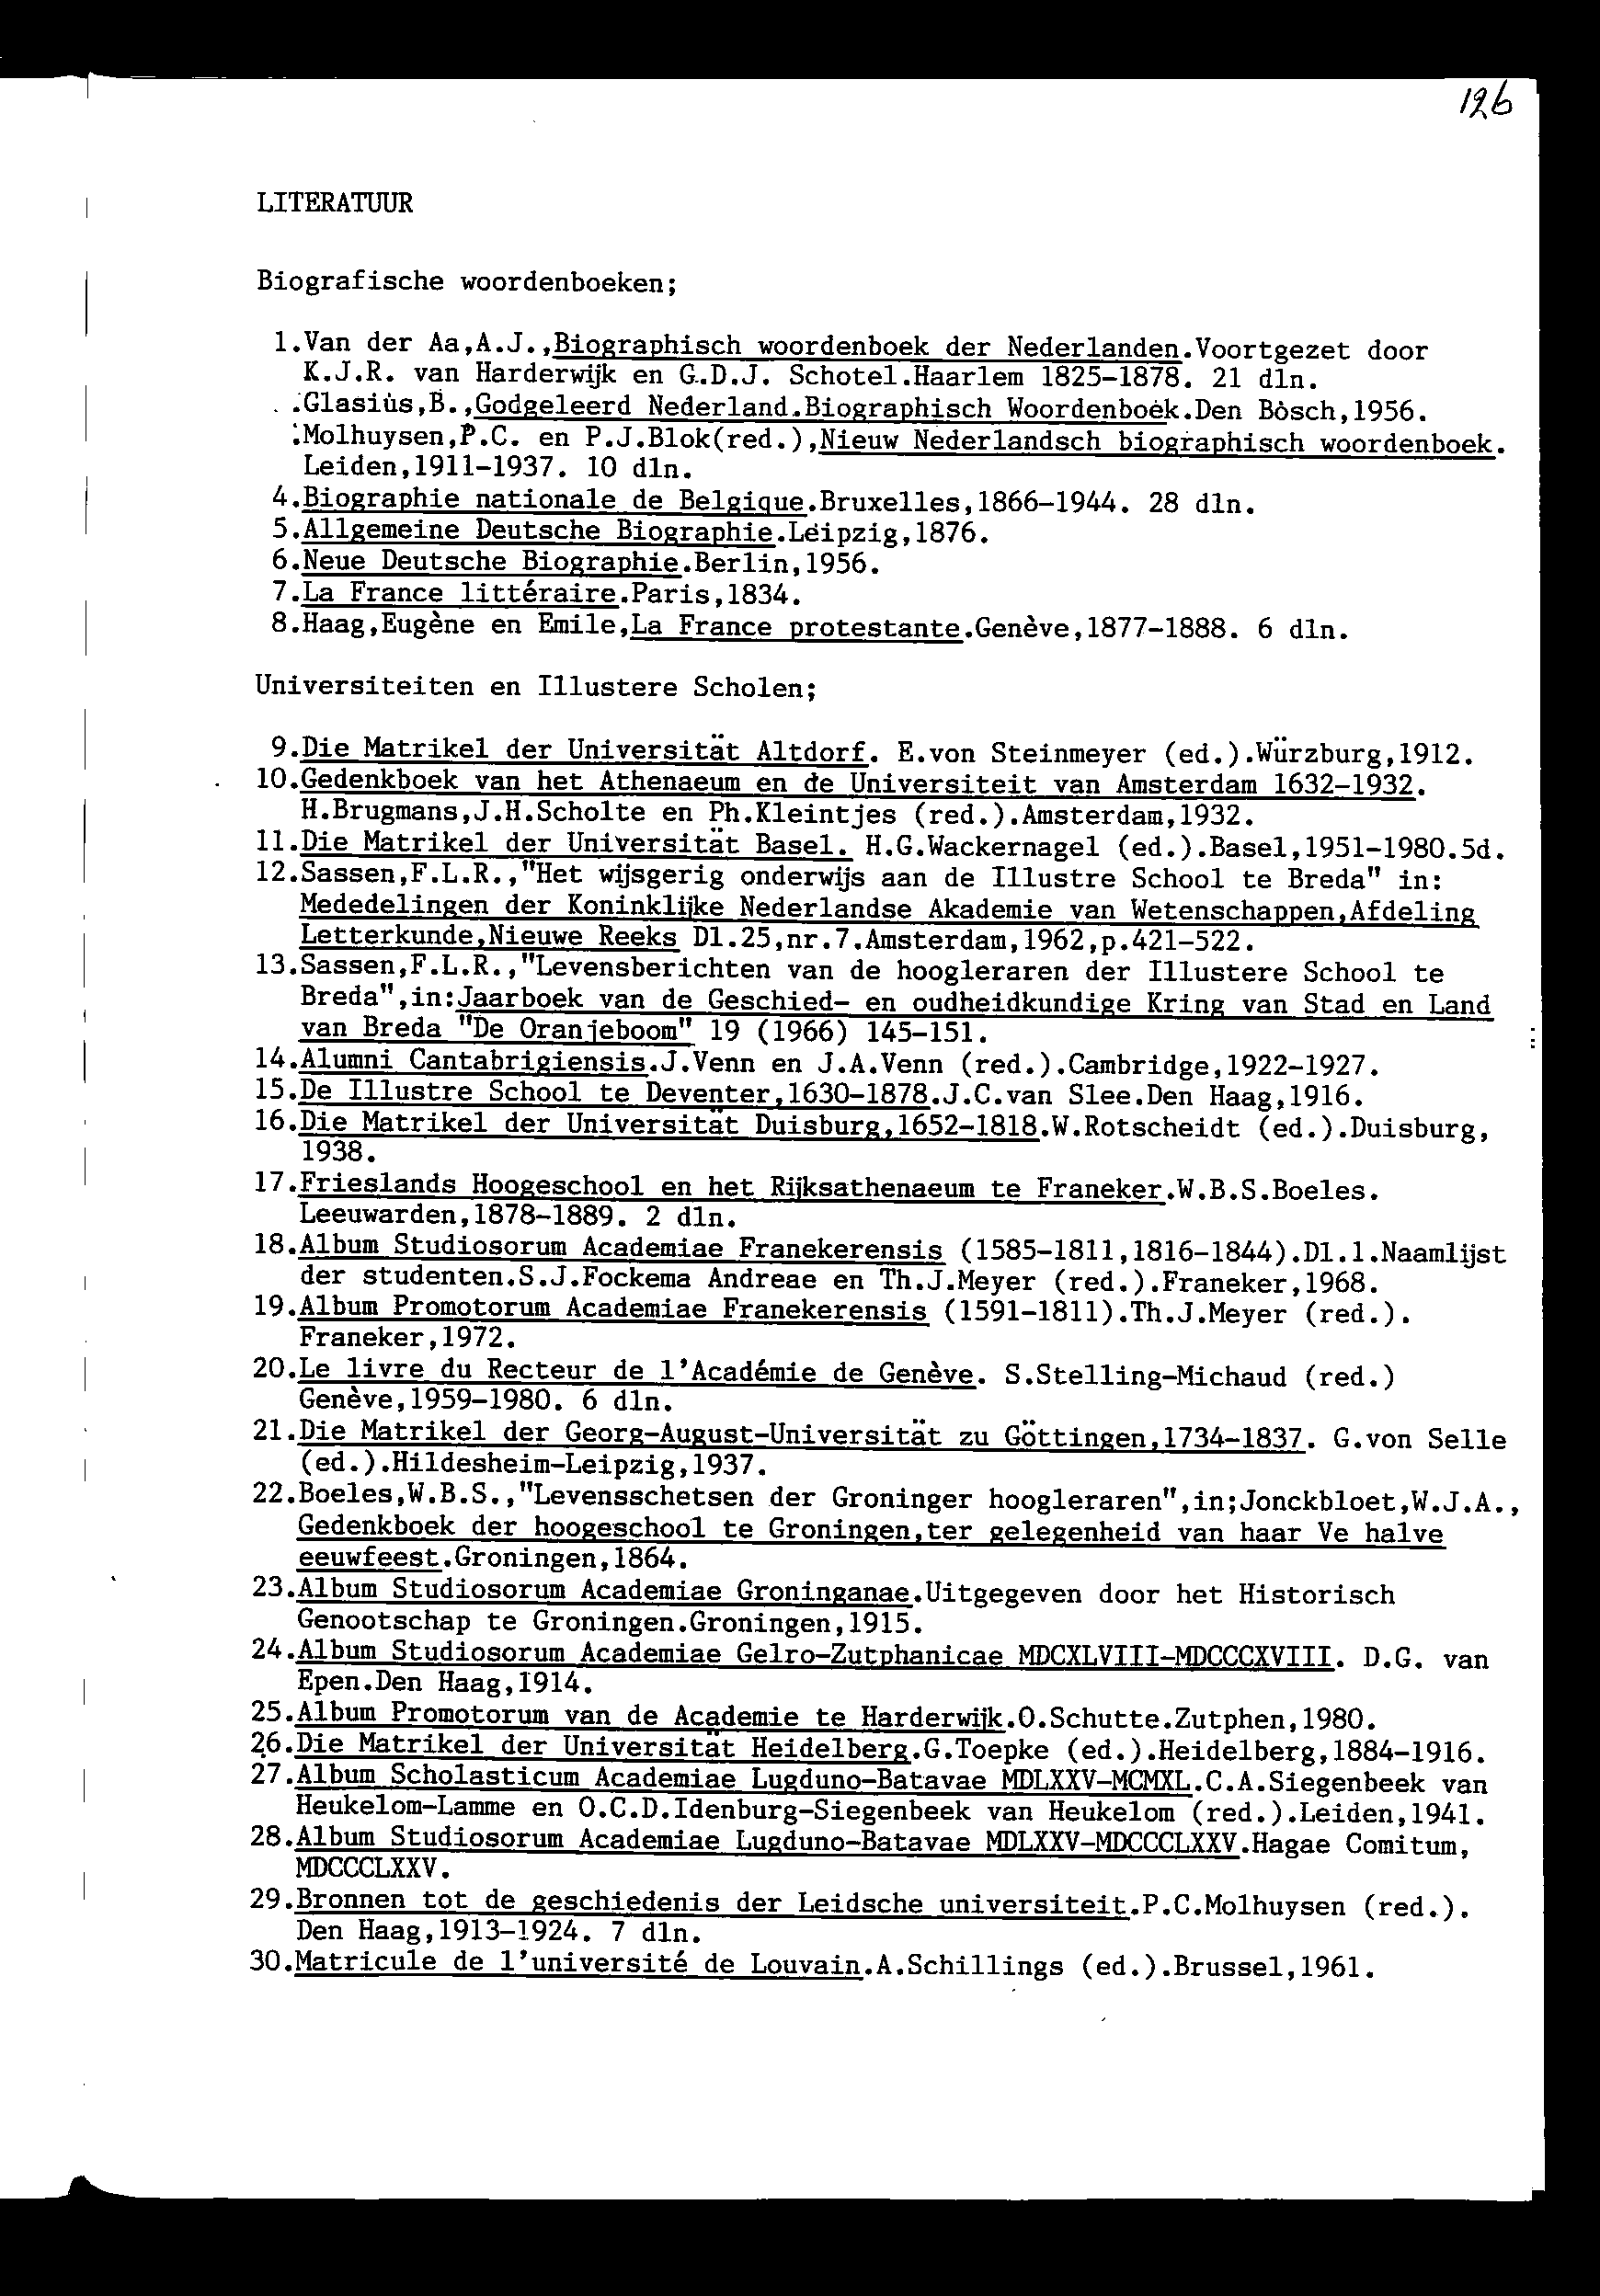 126
LITERATUUR
Biografische woordenboeken;
1.Van der Aa,A.J.,Biographisch woordenboek der Nederlanden.Voortgezet door
K.J.R. van Harderwijk en G.D.J. Schotel.Haarlem 1825-1878. 21 dln.
.Glasius,B.,Godgeleerd Nederland.Biographisch Woordenboek.Den Bosch,1956.
.Molhuysen,P.C. en P.J.Blok(red.),Nieuw Nederlandsch biographisch woordenboek.
Leiden,1911-1937. 10 dln.
4.Biographie nationale de Belgique.Bruxelles,1866-1944. 28 dln.
5.Allgemeine Deutsche Biographie.Leipzig,1876.
6.Neue Deutsche Biographie.Berlin,1956.
7.La France littéraire.Paris,1834.
8.Haag,Eugène en Emile,La France protestante.Genève,1877-1888. 6 dln.
Universiteiten en Illustere Scholen;
9.Die Matrikel der Universität Altdorf. E.von Steinmeyer (ed.).Würzburg,1912.
10.Gedenkboek van het Athenaeum en de Universiteit van Amsterdam 1632-1932.
H.Brugmans,J.H.Scholte en Ph.Kleintjes (red.).Amsterdam,1932.
11.Die Matrikel der Universität Basel. H.G.Wackernagel (ed.).Basel,1951-1980.5d.
12.Sassen,F.L.R.,"Het wijsgerig onderwijs aan de Illustre School te Breda" in:
Mededelingen der Koninklijke Nederlandse Akademie van Wetenschappen,Afdeling
Letterkunde,Nieuwe Reeks Dl.25,nr.7.Amsterdam,1962,p.421-522.
13.Sassen,F.L.R.,"Levensberichten van de hoogleraren der Illustere School te
Breda",in:Jaarboek van de Geschied- en oudheidkundige Kring van Stad en Land
van Breda "De Oranjeboom" 19 (1966) 145-151.
14.Alumni Cantabrigiensis.J.Venn en J.A.Venn (red.).Cambridge,1922-1927.
15.De Illustre School te Deventer,1630-1878.J.C.van Slee.Den Haag,1916.
16.Die Matrikel der Universität Duisburg,1652-1818.W.Rotscheidt (ed.).Duisburg,
1938.
17.Frieslands Hoogeschool en het Rijksathenaeum te Franeker.W.B.S.Boeles.
Leeuwarden,1878-1889. 2 dln.
18.Album Studiosorum Academiae Franekerensis (1585-1811,1816-1844).Dl.1.Naamlijst
der studenten.S.J.Fockema Andreae en Th.J.Meyer (red.).Franeker,1968.
19.Album Promotorum Academiae Franekerensis (1591-1811).Th.J.Meyer (red.).
Franeker,1972.
20.Le livre du Recteur de l'Académie de Genève. S.Stelling-Michaud (red.)
Genève,1959-1980. 6 dln.
21.Die Matrikel der Georg-August-Universität zu Göttingen,1734-1837. G.von Selle
(ed.).Hildesheim-Leipzig,1937.
22.Boeles,W.B.S.,"Levensschetsen der Groninger hoogleraren",in;Jonckbloet,W.J.A.,
Gedenkboek der hoogeschool te Groningen,ter gelegenheid van haar Ve halve
eeuwfeest.Groningen,1864.
23.Album Studiosorum Academiae Groninganae.Uitgegeven door het Historisch
Genootschap te Groningen.Groningen,1915.
24.Album Studiosorum Academiae Gelro-Zutphanicae MDCXLVIII-MDCCCXVIII. D.G. van
Epen.Den Haag,1914.
25.Album Promotorum van de Academie te Harderwijk.O.Schutte.Zutphen,1980.
26.Die Matrikel der Universität Heidelberg.G.Toepke (ed.).Heidelberg,1884-1916.
27.Album Scholasticum Academiae Lugduno-Batavae MDLXXV-MCMXL.C.A.Siegenbeek van
Heukelom-Lamme en O.C.D.Idenburg-Siegenbeek van Heukelom (red.).Leiden,1941.
28.Album Studiosorum Academiae Lugduno-Batavae MDLXXV-MDCCCLXXV.Hagae Comitum,
MDCCCLXXV.
29.Bronnen tot de geschiedenis der Leidsche universiteit.P.C.Molhuysen (red.).
Den Haag,1913-1924. 7 dln.
30.Matricule de l'université de Louvain.A.Schillings (ed.).Brussel,1961.